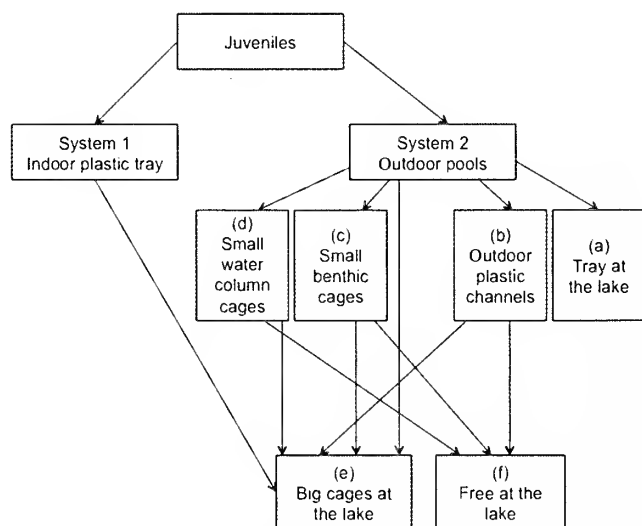 Juveniles
System 1
Indoor plastic tray
System 2
Outdoor pools
(d)
Small
water
column
cages
(c)
Small
benthic
cages
(b)
Outdoor
plastic
channels
(a)
Tray at
the lake
(e)
Big cages at
the lake
(f)
Free at the
lake